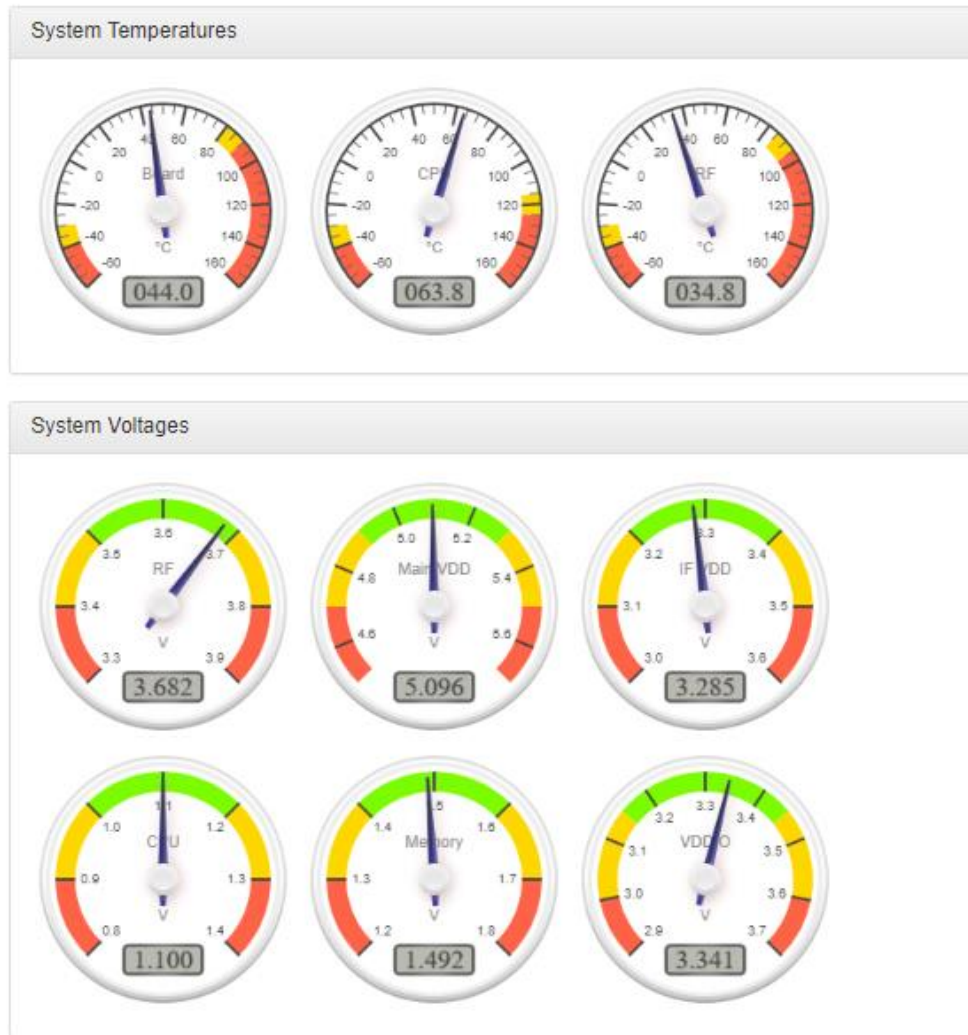 System Temperatures
-60 -40 -20 0 20 40 60 80 100 120 140 160
Board
°C
044.0
-60 -40 -20 0 20 40 80 100 120 140 160
°C
063.8
-60 -40 -20 0 20 40 60 80 100 120 140 160
RF
°C
034.8
System Voltages
3.3 3.4 3.5 3.6 3.7 3.8 3.9
RF
V
3.682
4.6 4.8 5.0 5.2 5.4 5.6
Main VDD
V
5.096
3.0 3.1 3.2 3.3 3.4 3.5 3.6
IF VDD
V
3.285
0.8 0.9 1.0 1.1 1.2 1.3 1.4
CPU
V
1.100
1.2 1.3 1.4 1.6 1.7 1.8
Memory
V
1.492
2.9 3.0 3.1 3.2 3.3 3.4 3.5 3.6 3.7
VDDIO
V
3.341